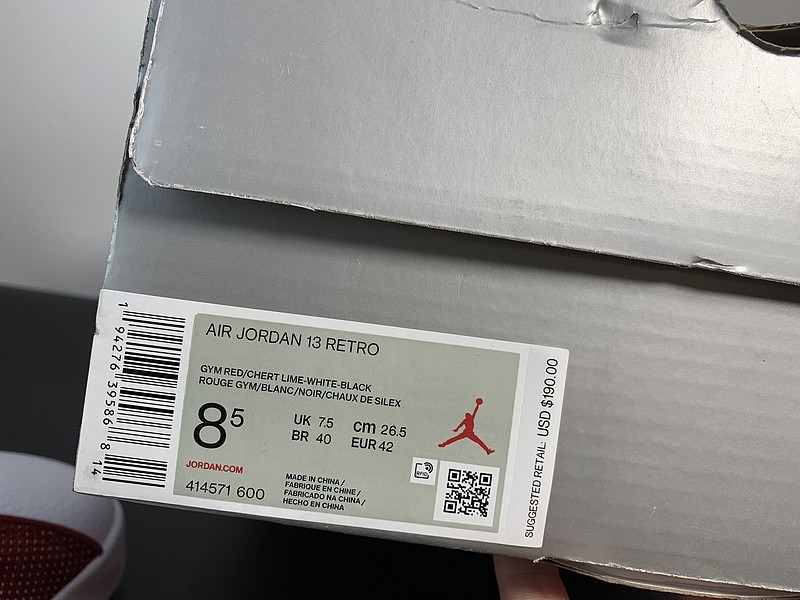 AIR JORDAN 13 RETRO
GYM RED/CHERT LIME-WHITE-BLACK
ROUGE GYM/BLANC/NOIR/CHAUX DE SILEX
85
UK 7.5 cm 26.5
BR 40 EUR 42
JORDAN.COM
414571 600
MADE IN CHINA /
FABRIQUE EN CHINE /
FABRICADO NA CHINA /
HECHO EN CHINA
RFID
1 94276 39586 8 14
SUGGESTED RETAIL: USD $190.00